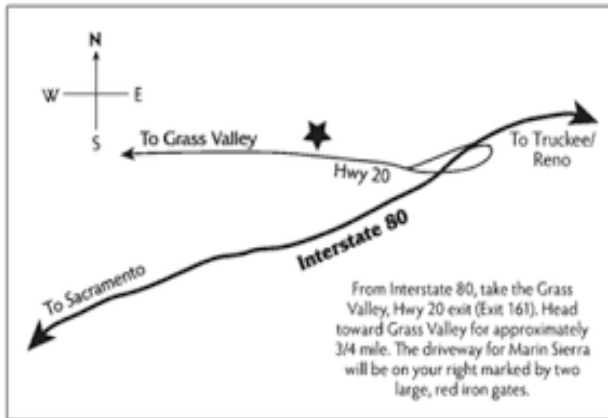 N
W E
S
To Grass Valley
Hwy 20
To Truckee/
Reno
Interstate 80
To Sacramento
From Interstate 80, take the Grass
Valley, Hwy 20 exit (Exit 161). Head
toward Grass Valley for approximately
3/4 mile. The driveway for Marin Sierra
will be on your right marked by two
large, red iron gates.